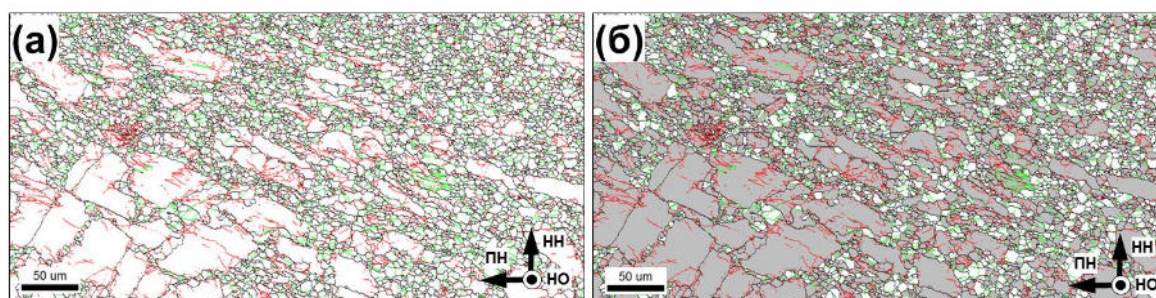 (а)
НН
ПН
НО
50 um
(б)
НН
ПН
НО
50 um